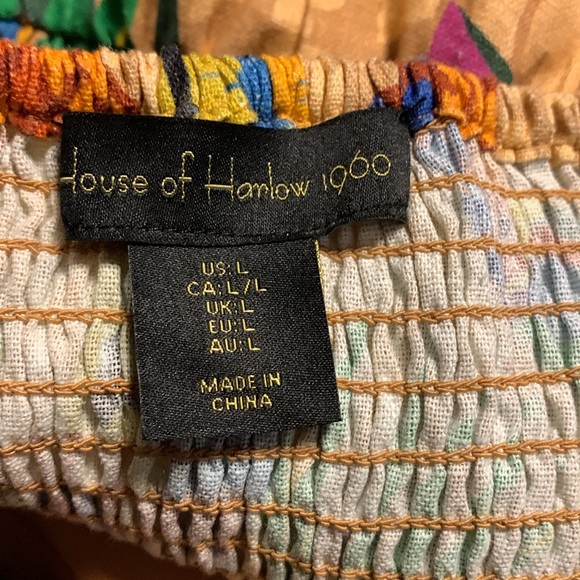 House of Harlow 1960
US: L
CA: L/L
UK: L
EU: L
AU: L
MADE IN
CHINA